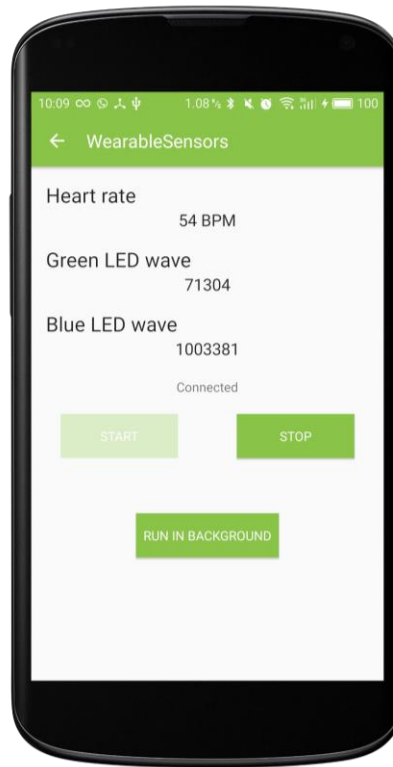 10:09 1.08% 100
WearableSensors
Heart rate
54 BPM
Green LED wave
71304
Blue LED wave
1003381
Connected
START STOP
RUN IN BACKGROUND